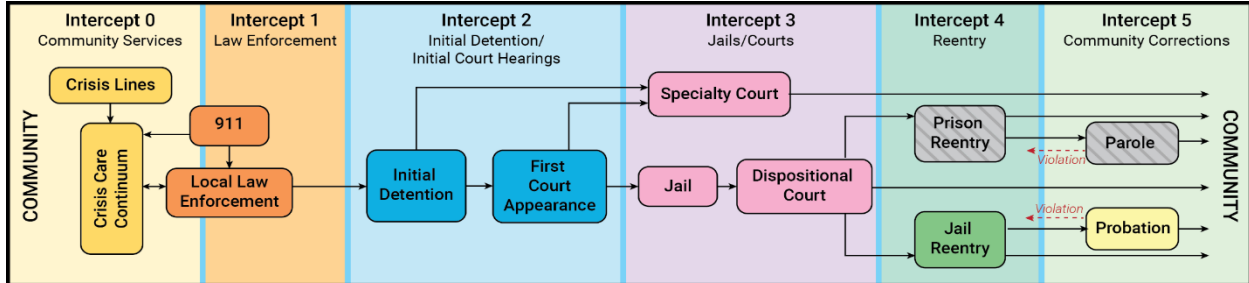 Intercept 0
Community Services
Intercept 1
Law Enforcement
Intercept 2
Initial Detention/
Initial Court Hearings
Intercept 3
Jails/Courts
Intercept 4
Reentry
Intercept 5
Community Corrections
COMMUNITY
Crisis Lines
Crisis Care
Continuum
911
Local Law
Enforcement
Initial
Detention
First
Court
Appearance
Specialty Court
Jail
Dispositional
Court
Prison
Reentry
Violation
Parole
Jail
Reentry
Violation
Probation
COMMUNITY